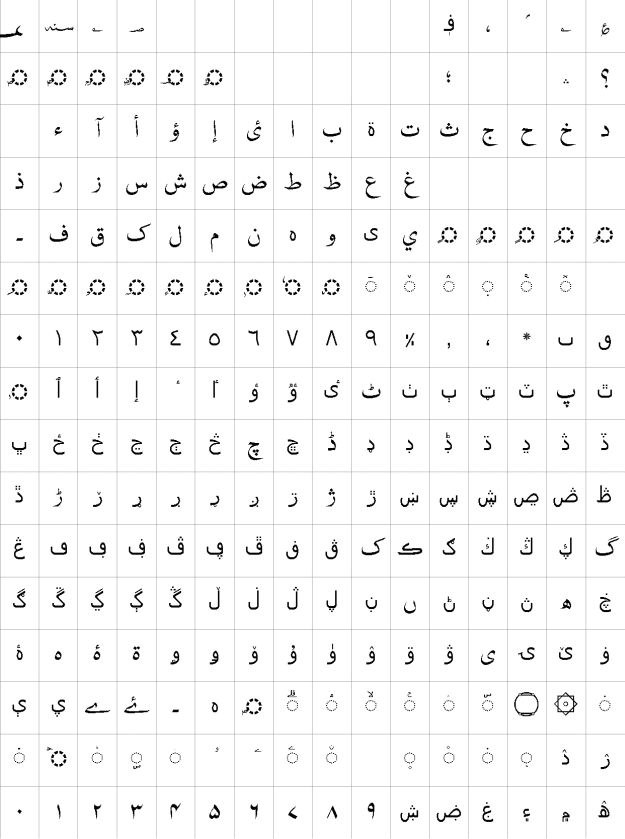 ؀ ؁ ؂ ؃ ؋ ، ؍ ؎ ؏
؛ ؞ ؟
ء آ أ ؤ إ ئ ا ب ة ت ث ج ح خ د
ذ ر ز س ش ص ض ط ظ ع غ
ـ ف ق ك ل م ن ه و ى ي
٠ ١ ٢ ٣ ٤ ٥ ٦ ٧ ٨ ٩ ٪ ٫ ٬ ٭ ٮ ٯ
ٱ ٲ ٳ ٴ ٵ ٶ ٷ ٸ ٹ ٺ ٻ ټ ٽ پ ٿ
ڀ ځ ڂ ڃ ڄ څ چ ڇ ڈ ډ ڊ ڋ ڌ ڍ ڎ ڏ
ڐ ڑ ڒ ړ ڔ ڕ ږ ڗ ژ ڙ ښ ڛ ڜ ڝ ڞ ڟ
ڠ ڡ ڢ ڣ ڤ ڥ ڦ ڧ ڨ ک ڪ ګ ڬ ڭ ڮ گ
ڰ ڱ ڲ ڳ ڴ ڵ ڶ ڷ ڸ ڹ ں ڻ ڼ ڽ ھ ڿ
ۀ ہ ۂ ۃ ۄ ۅ ۆ ۇ ۈ ۉ ۊ ۋ ی ۍ ێ ۏ
ې ۑ ے ۓ ۔ ە ۝ ۞
ۥ ۦ ۮ ۯ
۰ ۱ ۲ ۳ ۴ ۵ ۶ ۷ ۸ ۹ ۺ ۻ ۼ ۽ ۾ ۿ